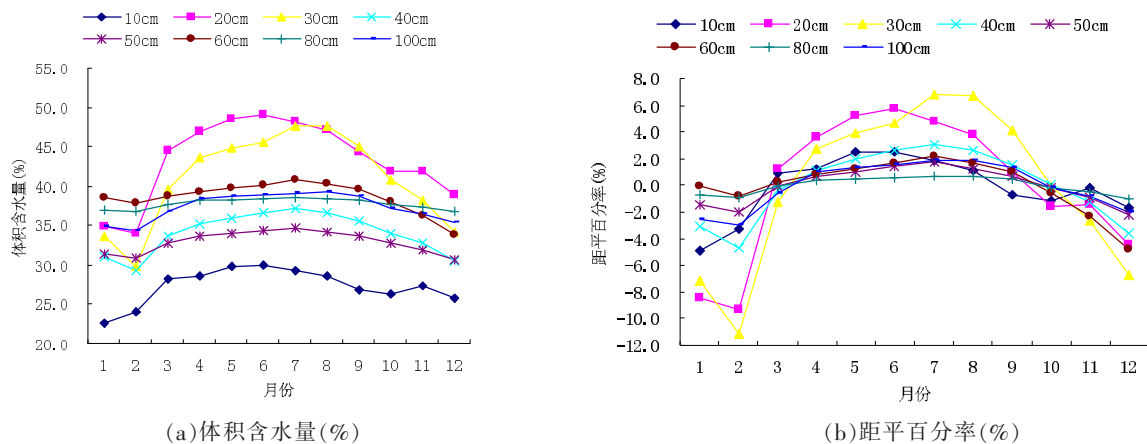 10cm 20cm 30cm 40cm
50cm 60cm 80cm 100cm
体积含水量(%)
55.0
50.0
45.0
40.0
35.0
30.0
25.0
20.0
1 2 3 4 5 6 7 8 9 10 11 12
月份
(a)体积含水量(%)
10cm 20cm 30cm 40cm 50cm
60cm 80cm 100cm
距平百分率(%)
8.0
6.0
4.0
2.0
0.0
-2.0
-4.0
-6.0
-8.0
-10.0
-12.0
1 2 3 4 5 6 7 8 9 10 11 12
月份
(b)距平百分率(%)